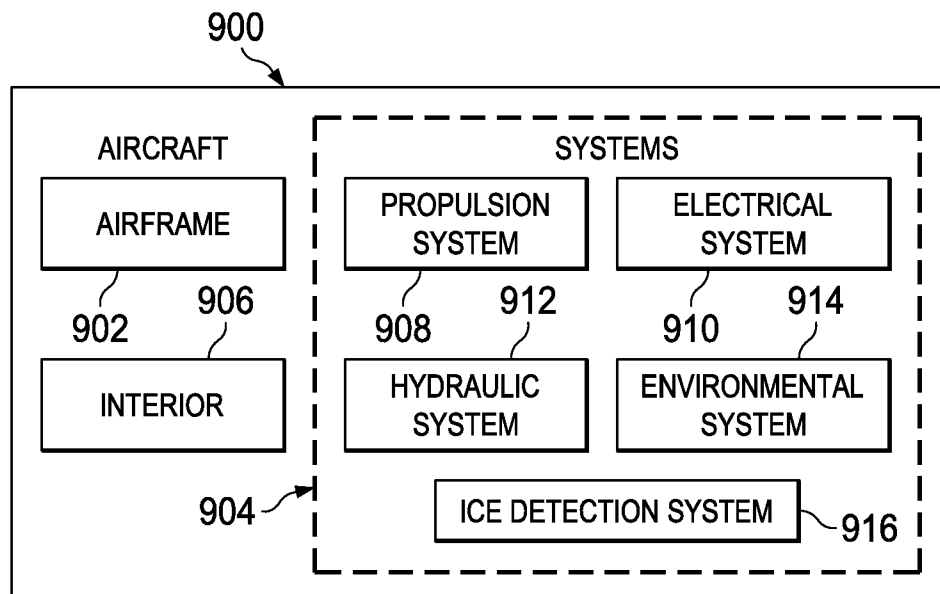 900
AIRCRAFT
SYSTEMS
AIRFRAME
PROPULSION
SYSTEM
ELECTRICAL
SYSTEM
902
906
908
912
910
914
INTERIOR
HYDRAULIC
SYSTEM
ENVIRONMENTAL
SYSTEM
904
ICE DETECTION SYSTEM
916